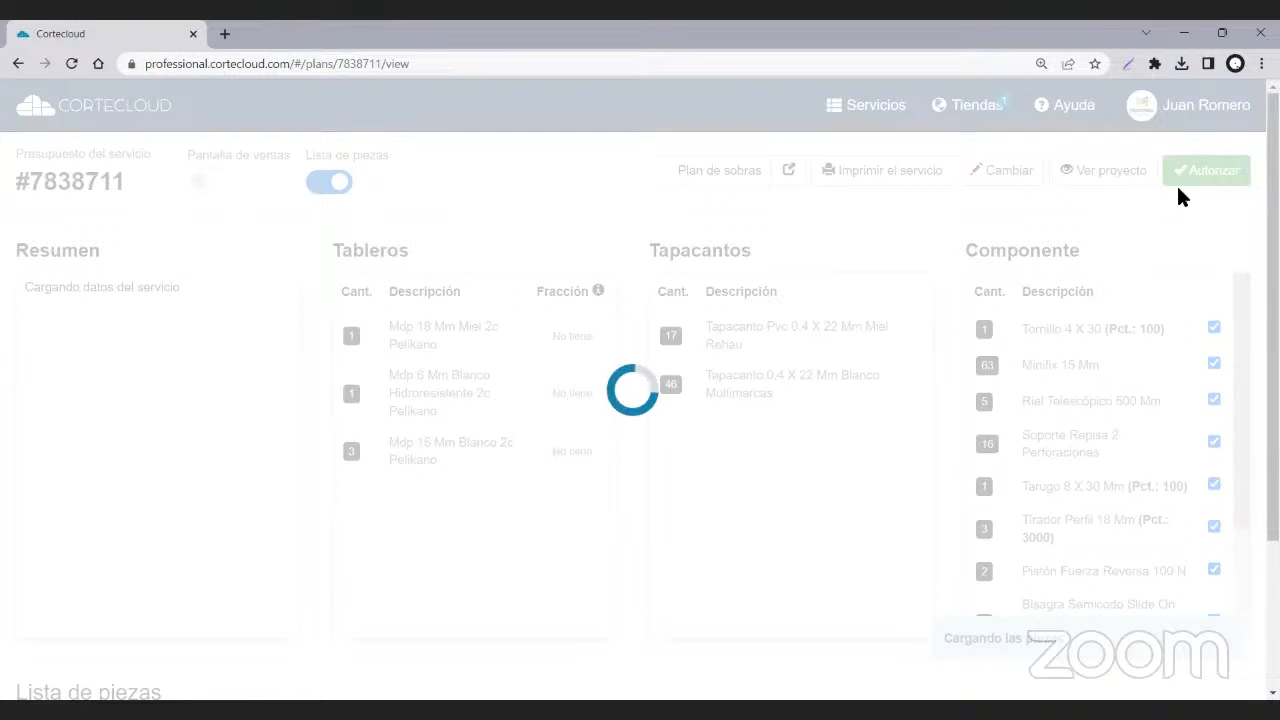 Cortecloud
professional.cortecloud.com/#/plans/7838711/view
CORTECLOUD
Servicios
Tiendas
1
Ayuda
Juan Romero
Presupuesto del servicio
#7838711
Pantalla de ventas
Lista de piezas
Plan de sobras
Imprimir el servicio
Cambiar
Ver proyecto
Autorizar
Resumen
Cargando datos del servicio
Tableros
Cant. Descripción Fracción
1 Mdp 18 Mm Miel 2c No tiene
Pelikano
1 Mdp 6 Mm Blanco
Hidroresistente 2c No tiene
Pelikano
3 Mdp 15 Mm Blanco 2c No tiene
Pelikano
Tapacantos
Cant. Descripción
17 Tapacanto Pvc 0.4 X 22 Mm Miel
Rehau
46 Tapacanto 0,4 X 22 Mm Blanco
Multimarcas
Componente
Cant. Descripción
1 Tornillo 4 X 30 (Pct.: 100)
63 Minifix 15 Mm
5 Riel Telescópico 500 Mm
16 Soporte Repisa 2
Perforaciones
1 Tarugo 8 X 30 Mm (Pct.: 100)
3 Tirador Perfil 18 Mm (Pct.:
3000)
2 Pistón Fuerza Reversa 100 N
Bisagra Semicodo Slide On
Cargando las piezas
zoom
Lista de piezas